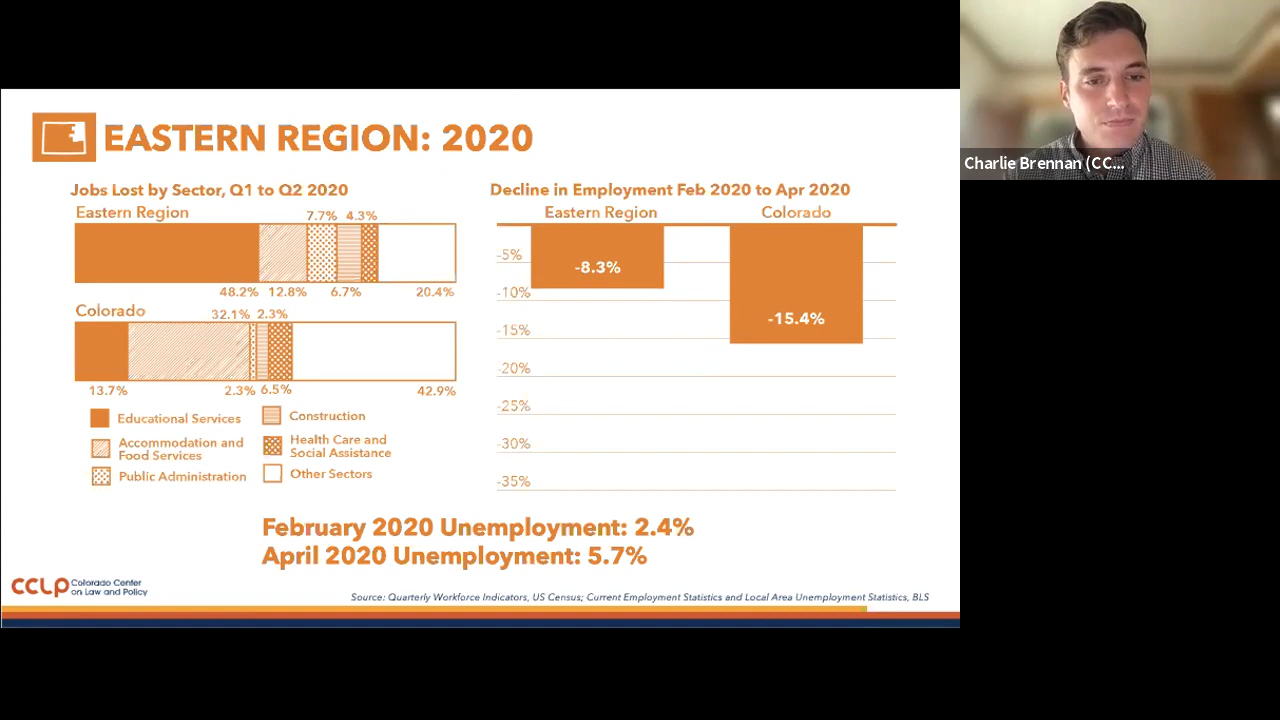 EASTERN REGION: 2020
Jobs Lost by Sector, Q1 to Q2 2020
Eastern Region
7.7% 4.3%
48.2% 12.8% 6.7% 20.4%
Colorado
32.1% 2.3%
13.7% 2.3% 6.5% 42.9%
Educational Services
Construction
Accommodation and
Food Services
Health Care and
Social Assistance
Public Administration
Other Sectors
Decline in Employment Feb 2020 to Apr 2020
Eastern Region Colorado
-5%
-8.3%
-10%
-15.4%
-15%
-20%
-25%
-30%
-35%
February 2020 Unemployment: 2.4%
April 2020 Unemployment: 5.7%
CCLP Colorado Center
on Law and Policy
Source: Quarterly Workforce Indicators, US Census; Current Employment Statistics and Local Area Unemployment Statistics, BLS
Charlie Brennan (CC...